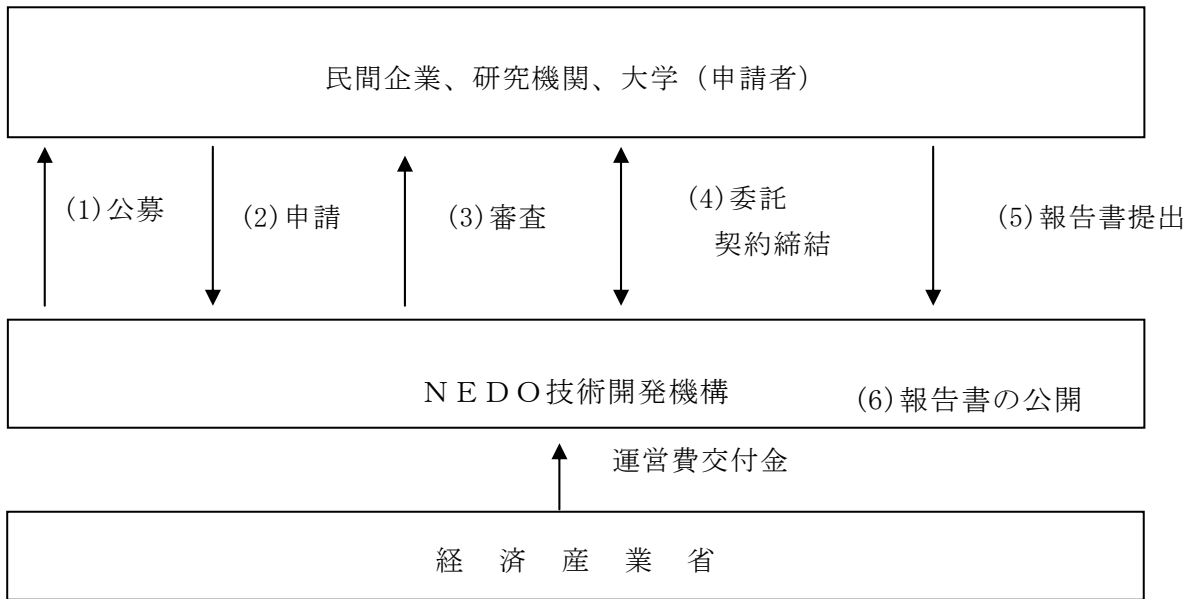 民間企業、研究機関、大学（申請者）
(1)公募
(2)申請
(3)審査
(4)委託
契約締結
(5)報告書提出
ＮＥＤＯ技術開発機構
(6)報告書の公開
運営費交付金
経　済　産　業　省